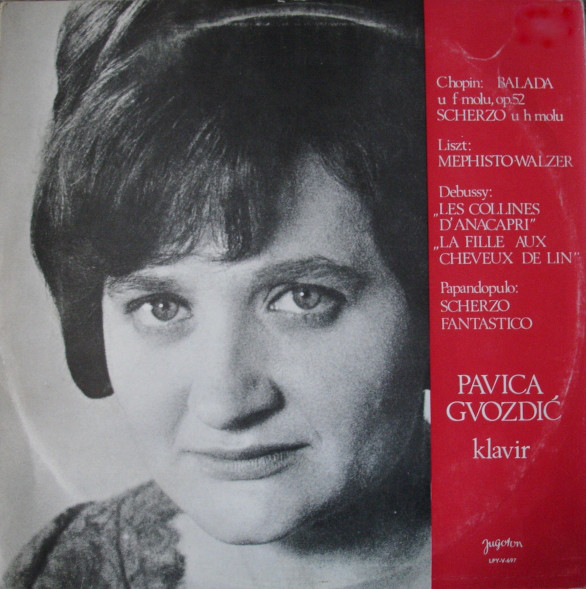 Chopin: BALADA
u f molu, op.52
SCHERZO u h molu
Liszt:
MEPHISTO-WALZER
Debussy:
„LES COLLINES
D'ANACAPRI”
„LA FILLE AUX
CHEVEUX DE LIN”
Papandopulo:
SCHERZO
FANTASTICO
PAVICA
GVOZDIĆ
klavir
Jugoton
LPY-V-697